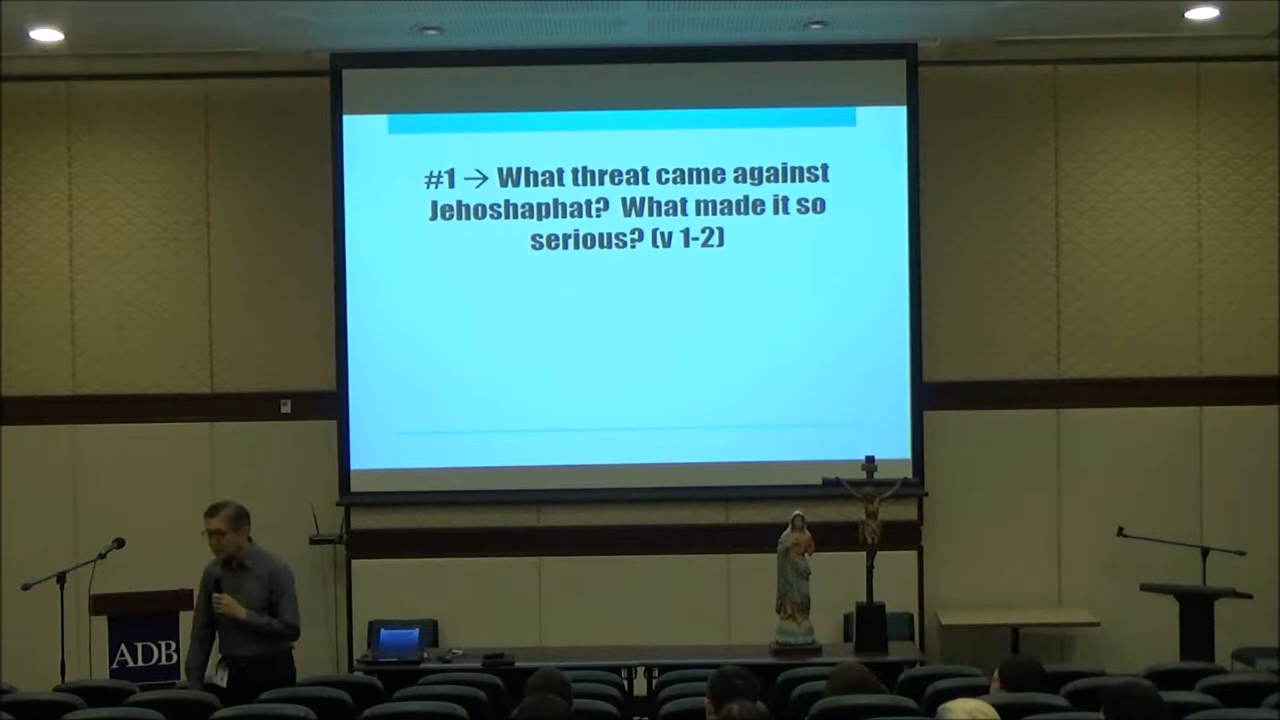 #1 → What threat came against
Jehoshaphat? What made it so
serious? (v 1-2)
ADB